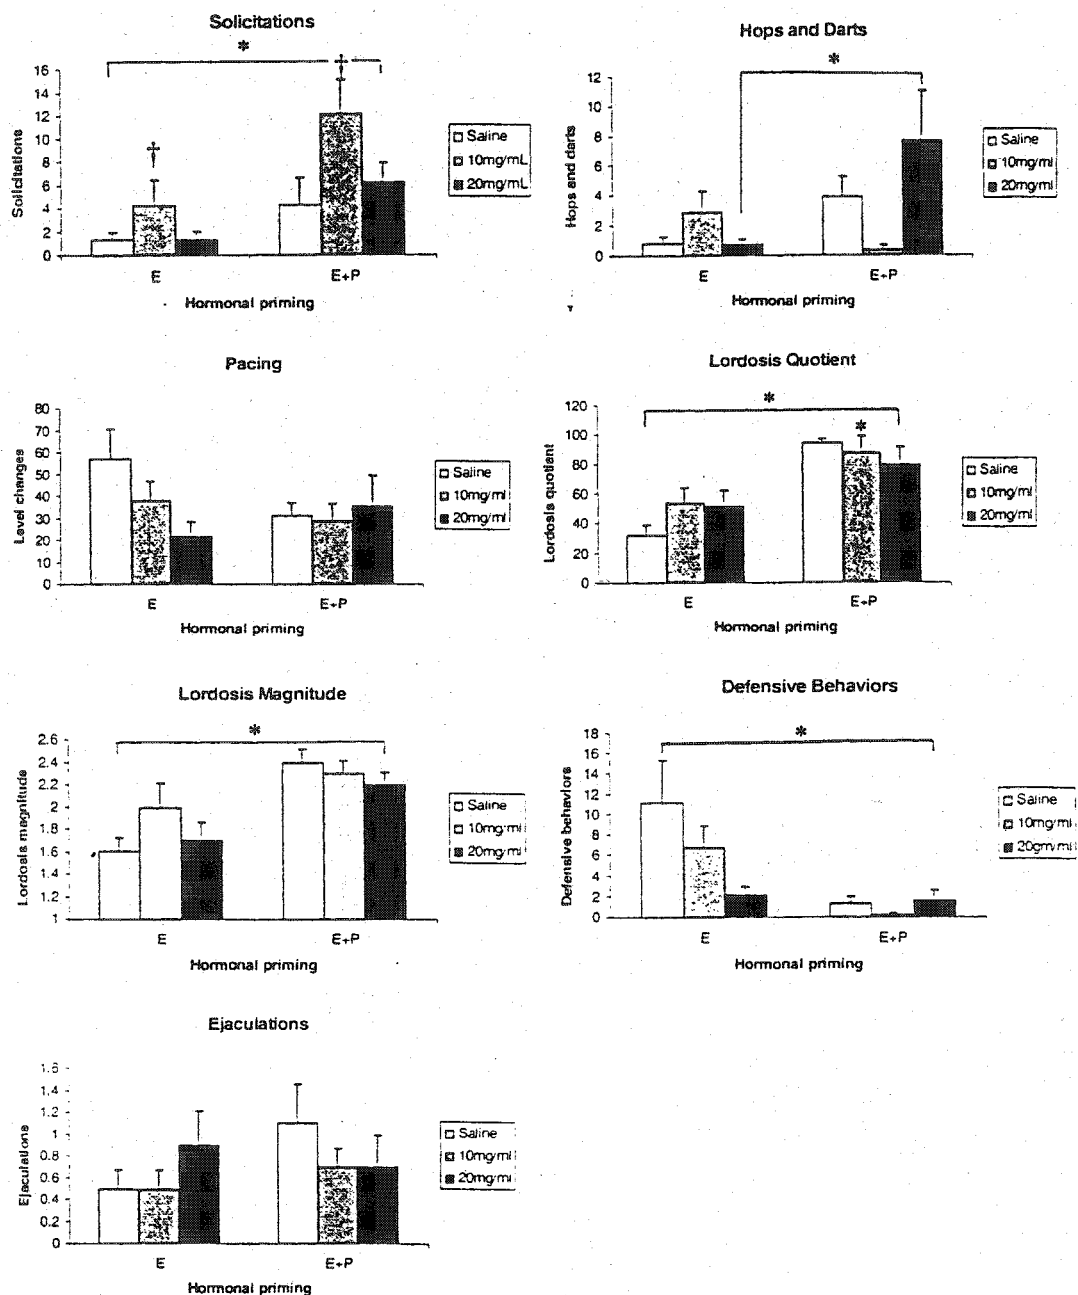 Solicitations
*
‡
†
16
14
12
10
8
6
4
2
0
Solicitations
E
E+P
Hormonal priming
Saline
10mg/mL
20mg/mL
Hops and Darts
*
12
10
8
6
4
2
0
Hops and darts
E
E+P
Hormonal priming
Saline
10mg/ml
20mg/ml
Pacing
80
70
60
50
40
30
20
10
0
Level changes
E
E+P
Hormonal priming
Saline
10mg/ml
20mg/ml
Lordosis Quotient
*
*
120
100
80
60
40
20
0
Lordosis quotient
E
E+P
Hormonal priming
Saline
10mg/ml
20mg/ml
Lordosis Magnitude
*
2.6
2.4
2.2
2
1.8
1.6
1.4
1.2
1
Lordosis magnitude
E
E+P
Hormonal priming
Saline
10mg/ml
20mg/ml
Defensive Behaviors
*
18
16
14
12
10
8
6
4
2
0
Defensive behaviors
E
E+P
Hormonal priming
Saline
10mg/ml
20gm/ml
Ejaculations
1.6
1.4
1.2
1
0.8
0.6
0.4
0.2
0
Ejaculations
E
E+P
Hormonal priming
Saline
10mg/ml
20mg/ml